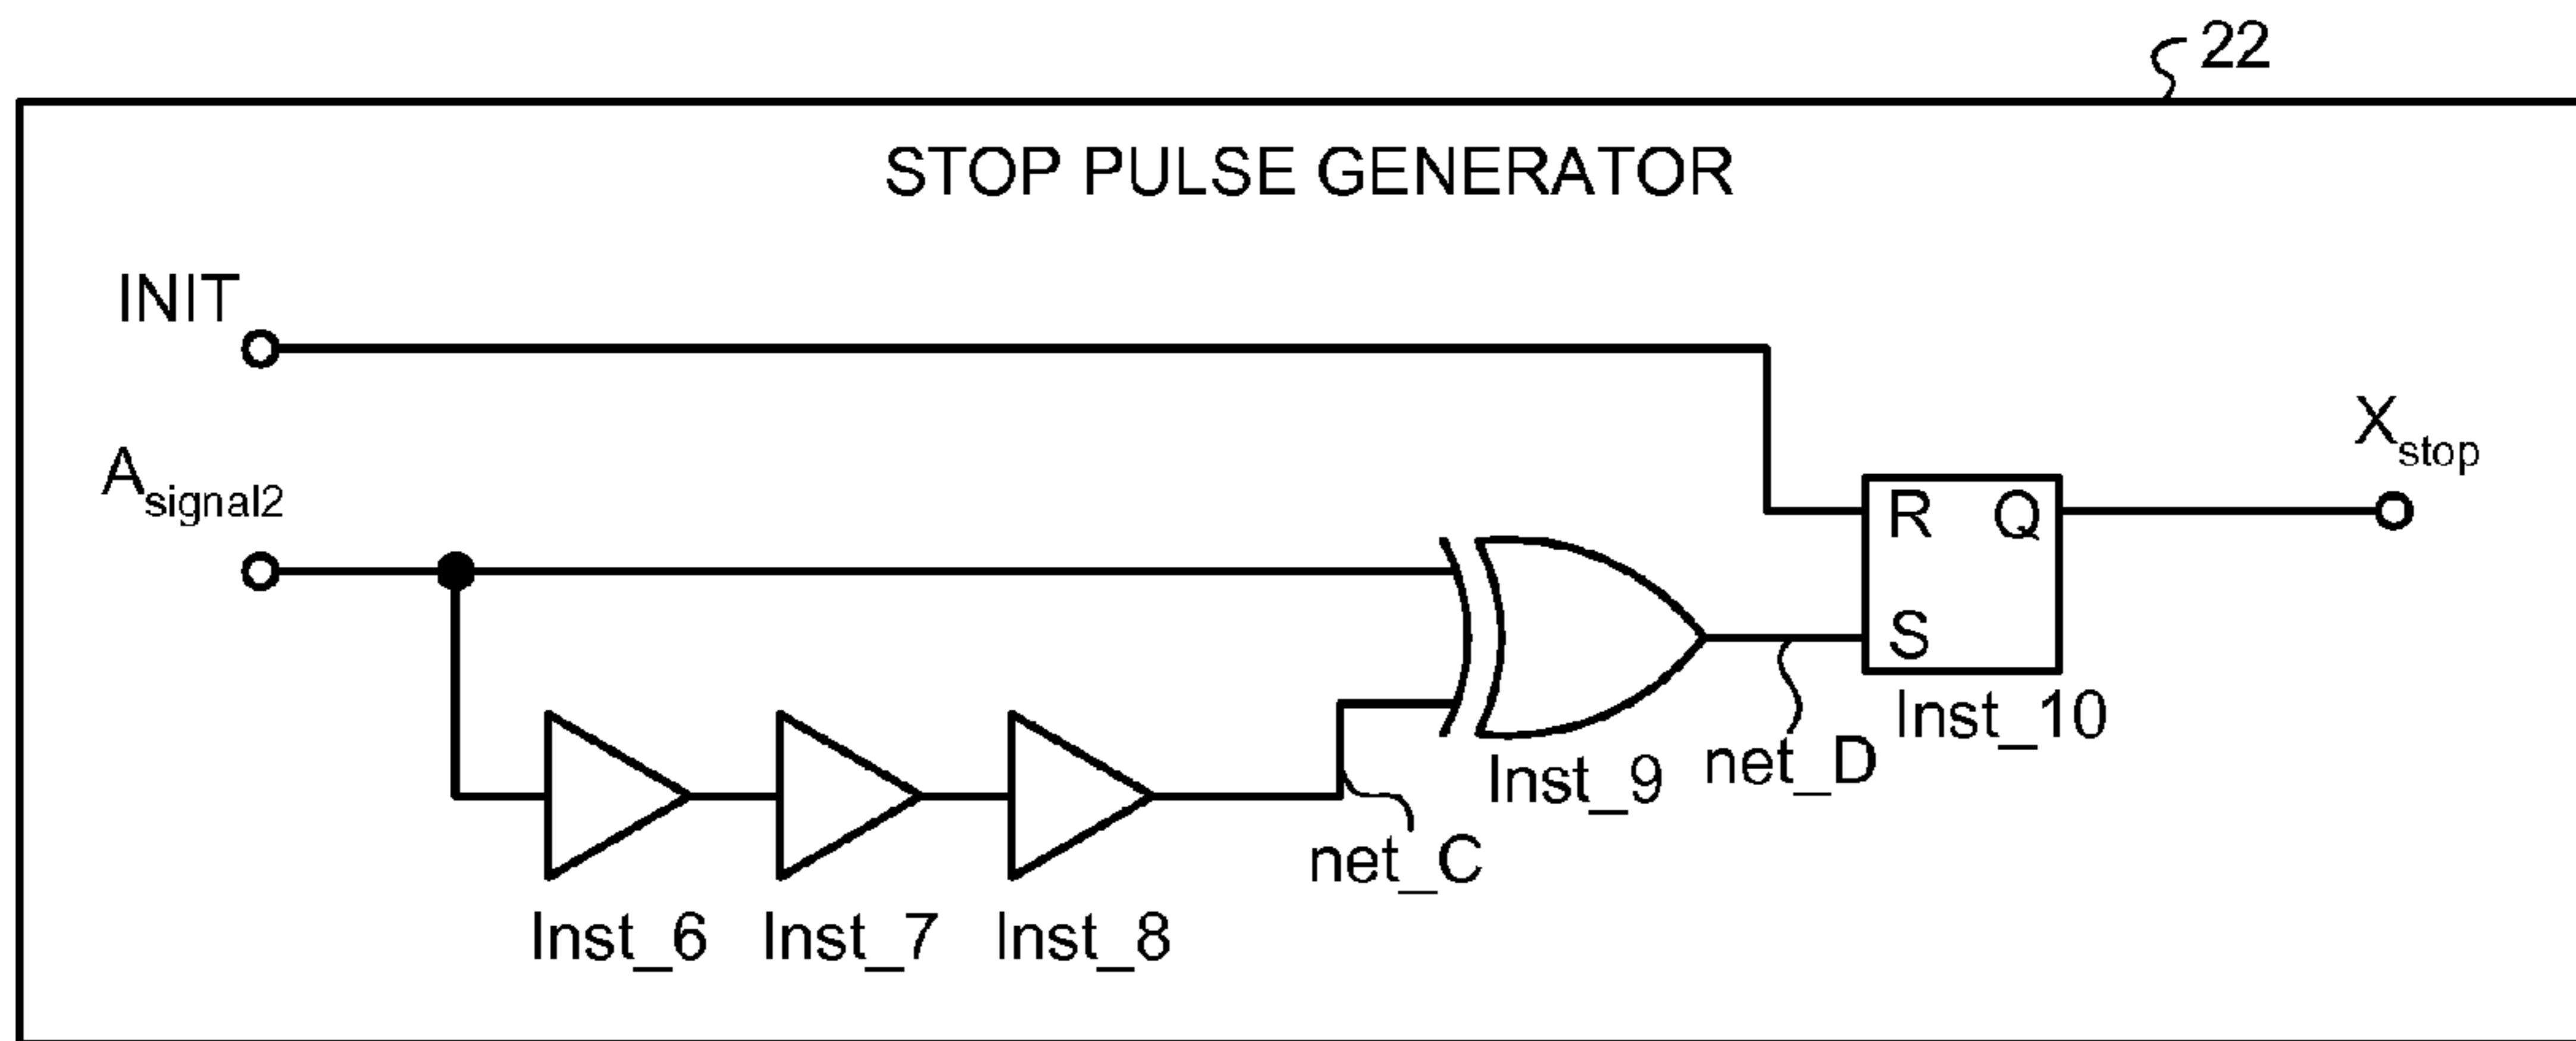 22
STOP PULSE GENERATOR
INIT
Asignal2
Xstop
R Q
S
Inst_10
Inst_9
net_D
net_C
Inst_6 Inst_7 Inst_8